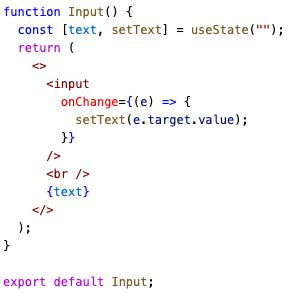 function Input() {
  const [text, setText] = useState("");
  return (
    <>
      <input
        onChange={(e) => {
          setText(e.target.value);
        }}
      />
      <br />
      {text}
    </>
  );
}

export default Input;